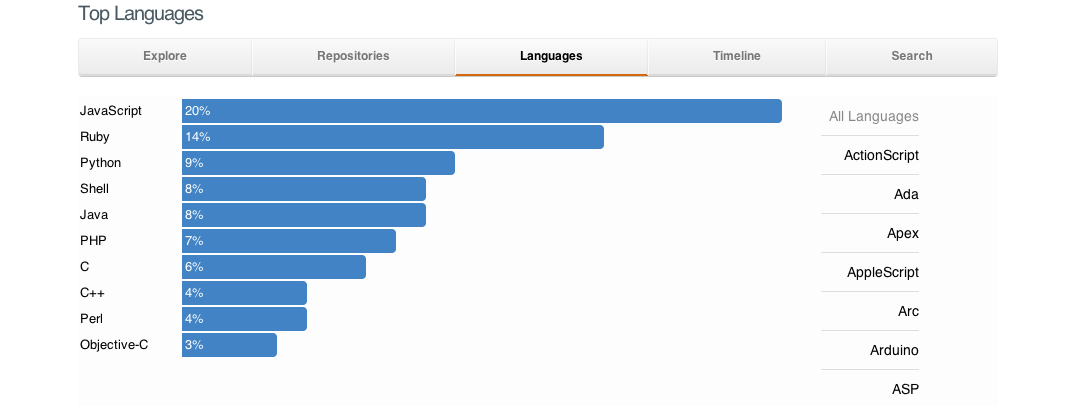 Top Languages
Explore Repositories Languages Timeline Search
JavaScript 20%
Ruby 14%
Python 9%
Shell 8%
Java 8%
PHP 7%
C 6%
C++ 4%
Perl 4%
Objective-C 3%
All Languages
ActionScript
Ada
Apex
AppleScript
Arc
Arduino
ASP